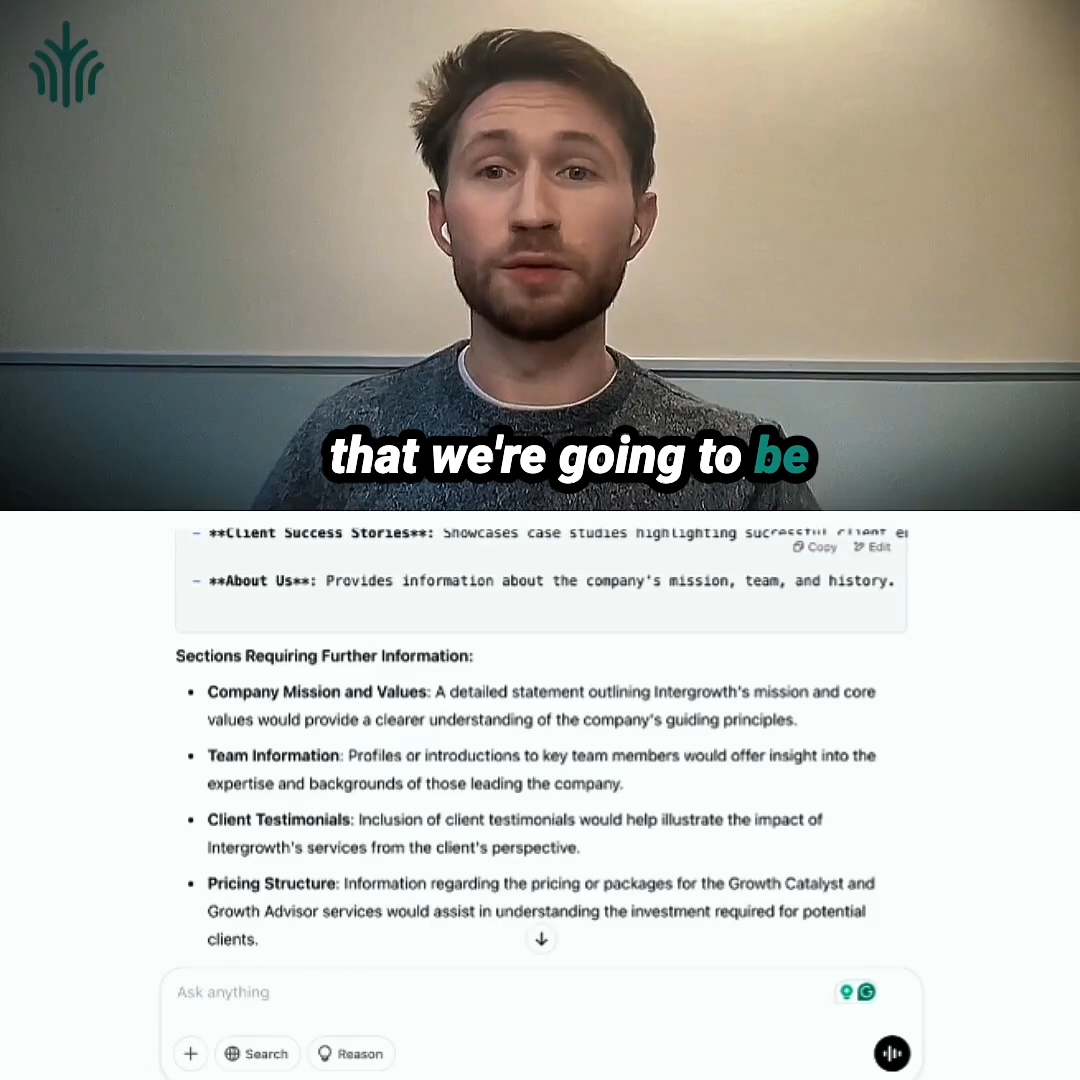 that we're going to be
- **Client Success Stories**: Showcases case studies highlighting successful client
Copy Edit
- **About Us**: Provides information about the company's mission, team, and history.
Sections Requiring Further Information:
• Company Mission and Values: A detailed statement outlining Intergrowth's mission and core
values would provide a clearer understanding of the company's guiding principles.
• Team Information: Profiles or introductions to key team members would offer insight into the
expertise and backgrounds of those leading the company.
• Client Testimonials: Inclusion of client testimonials would help illustrate the impact of
Intergrowth's services from the client's perspective.
• Pricing Structure: Information regarding the pricing or packages for the Growth Catalyst and
Growth Advisor services would assist in understanding the investment required for potential
clients.
Ask anything
Search Reason